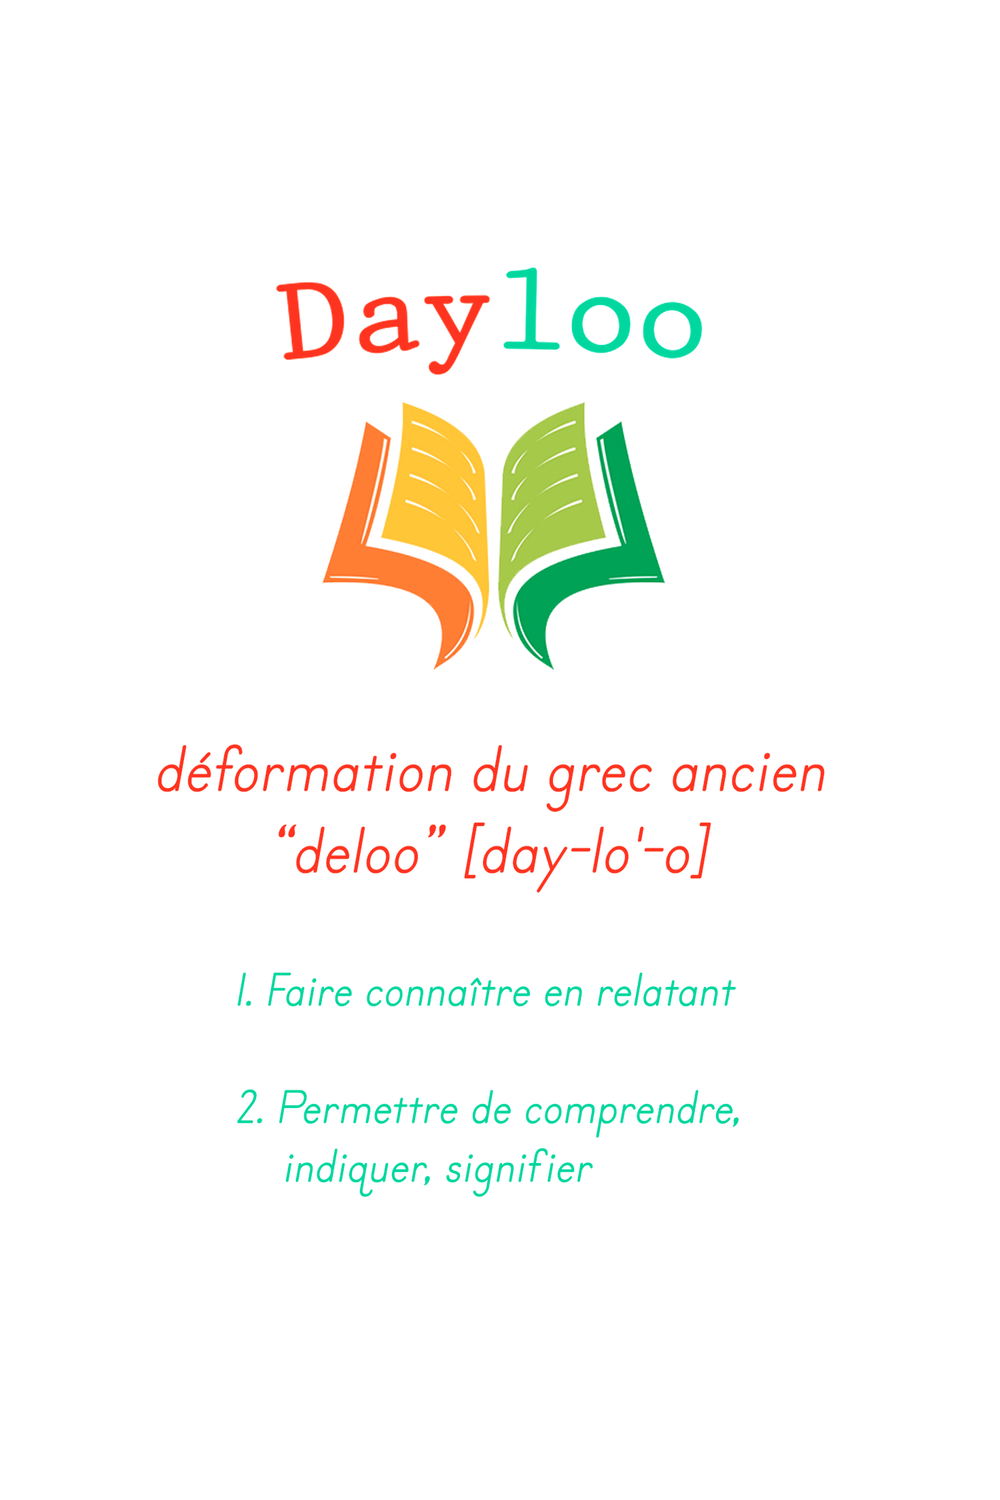 Dayloo
déformation du grec ancien
“deloo” [day-lo'-o]
1. Faire connaître en relatant
2. Permettre de comprendre,
indiquer, signifier